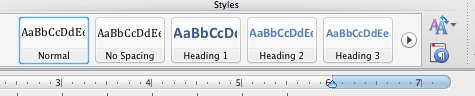 Styles
AaBbCcDdEe AaBbCcDdEe AaBbCcDc AaBbCcDdEe AaBbCcDdEe
Normal No Spacing Heading 1 Heading 2 Heading 3
3 4 5 6 7